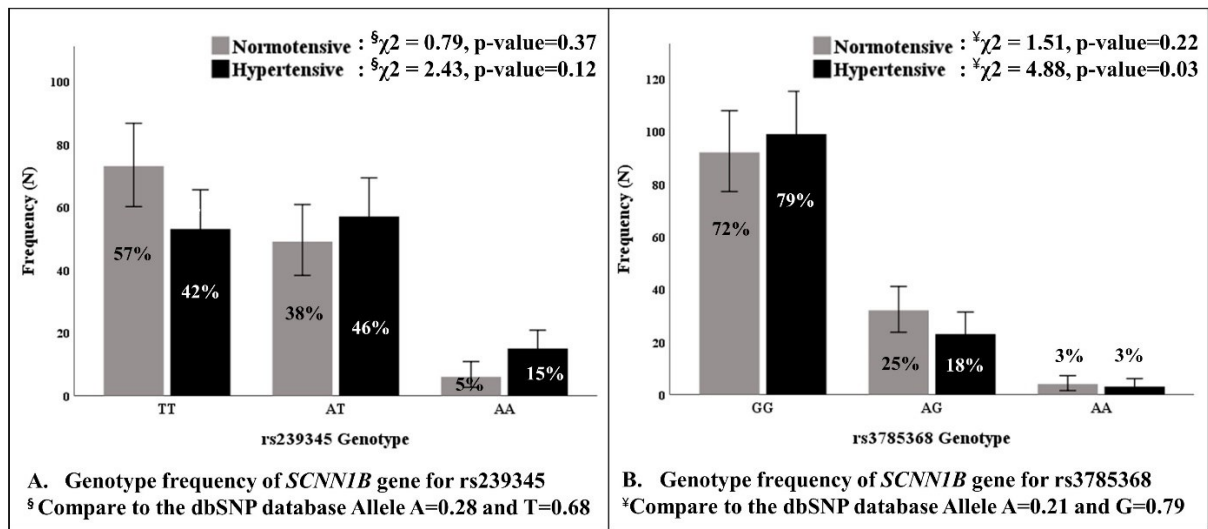 Normotensive : §χ2 = 0.79, p-value=0.37
Hypertensive : §χ2 = 2.43, p-value=0.12
Frequency (N)
100
80
60
40
20
0
57%
42%
38%
46%
5%
15%
TT
AT
AA
rs239345 Genotype
A. Genotype frequency of SCNN1B gene for rs239345
§ Compare to the dbSNP database Allele A=0.28 and T=0.68
Normotensive : ¥χ2 = 1.51, p-value=0.22
Hypertensive : ¥χ2 = 4.88, p-value=0.03
Frequency (N)
120
100
80
60
40
20
0
72%
79%
25%
18%
3%
3%
GG
AG
AA
rs3785368 Genotype
B. Genotype frequency of SCNN1B gene for rs3785368
¥Compare to the dbSNP database Allele A=0.21 and G=0.79